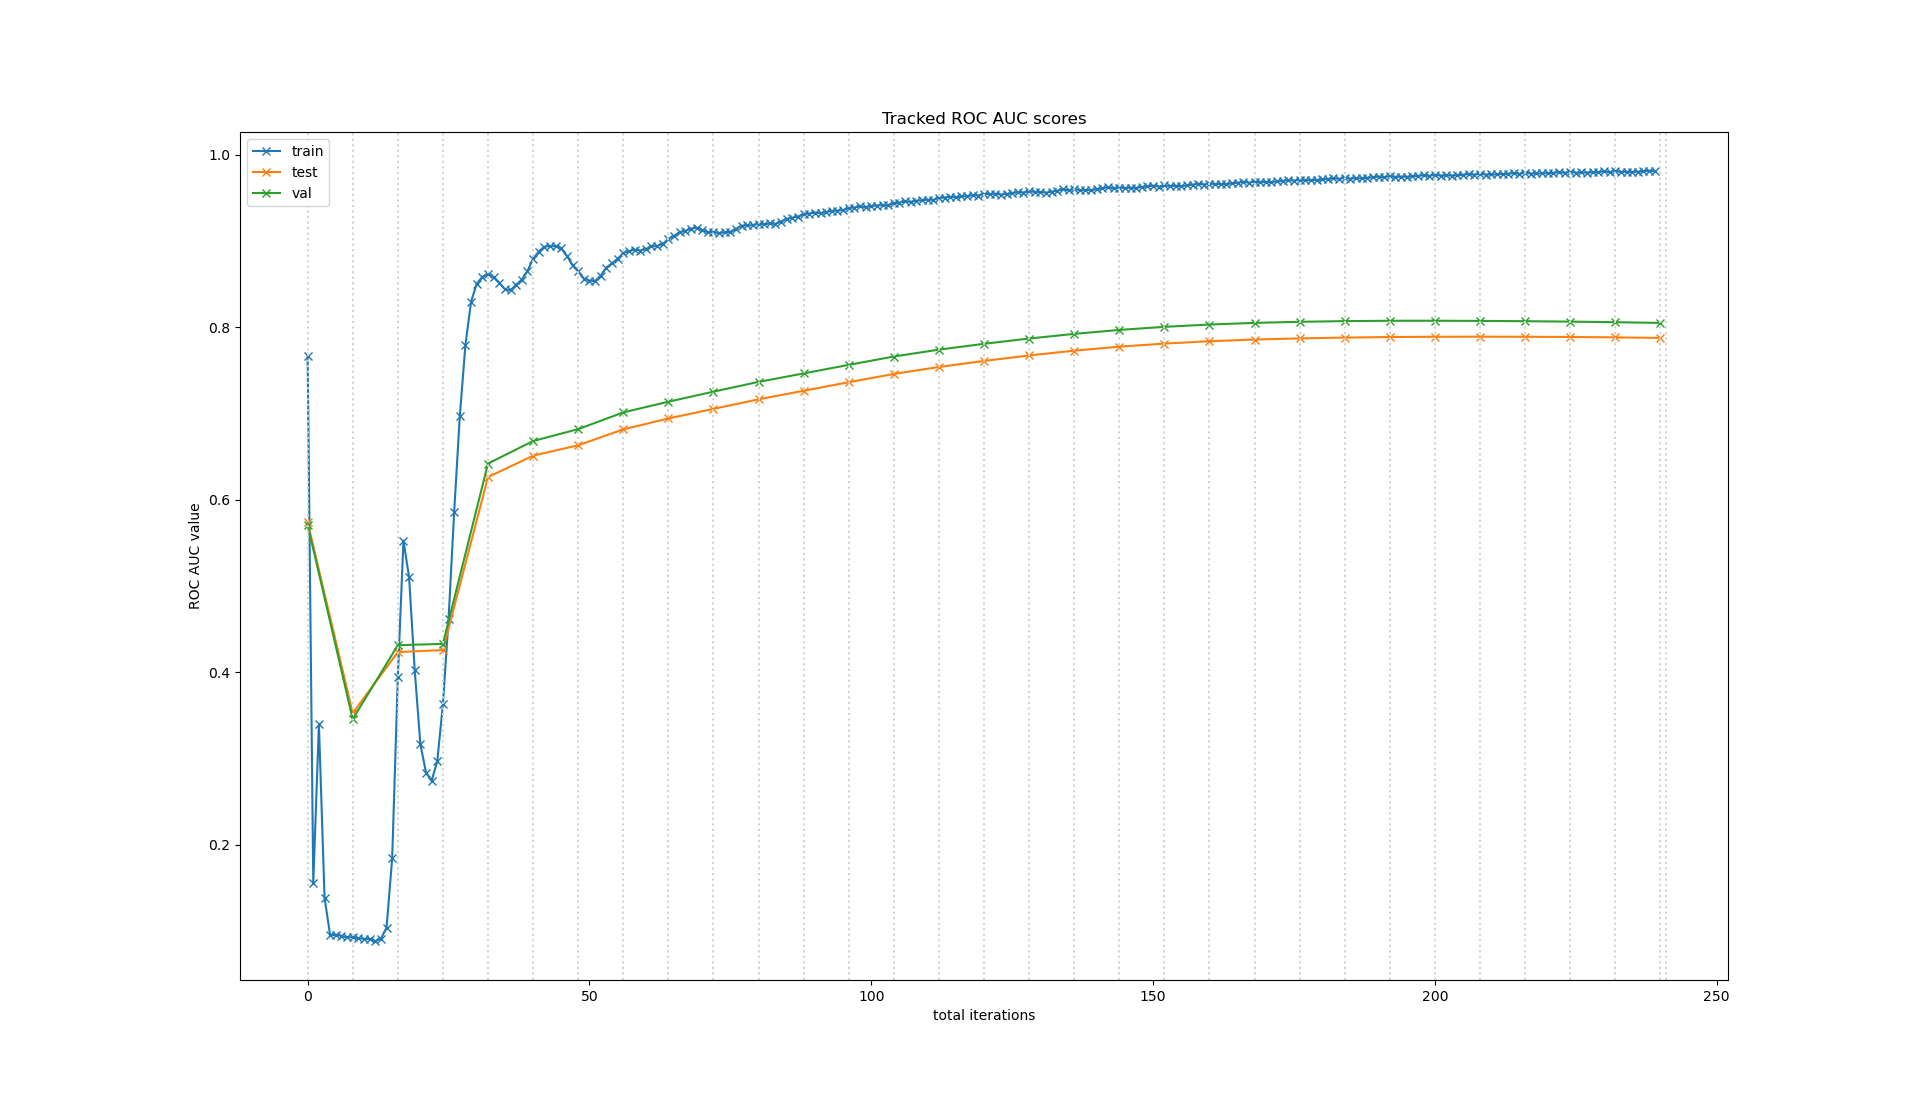 Tracked ROC AUC scores
train
test
val
ROC AUC value
1.0
0.8
0.6
0.4
0.2
0 50 100 150 200 250
total iterations